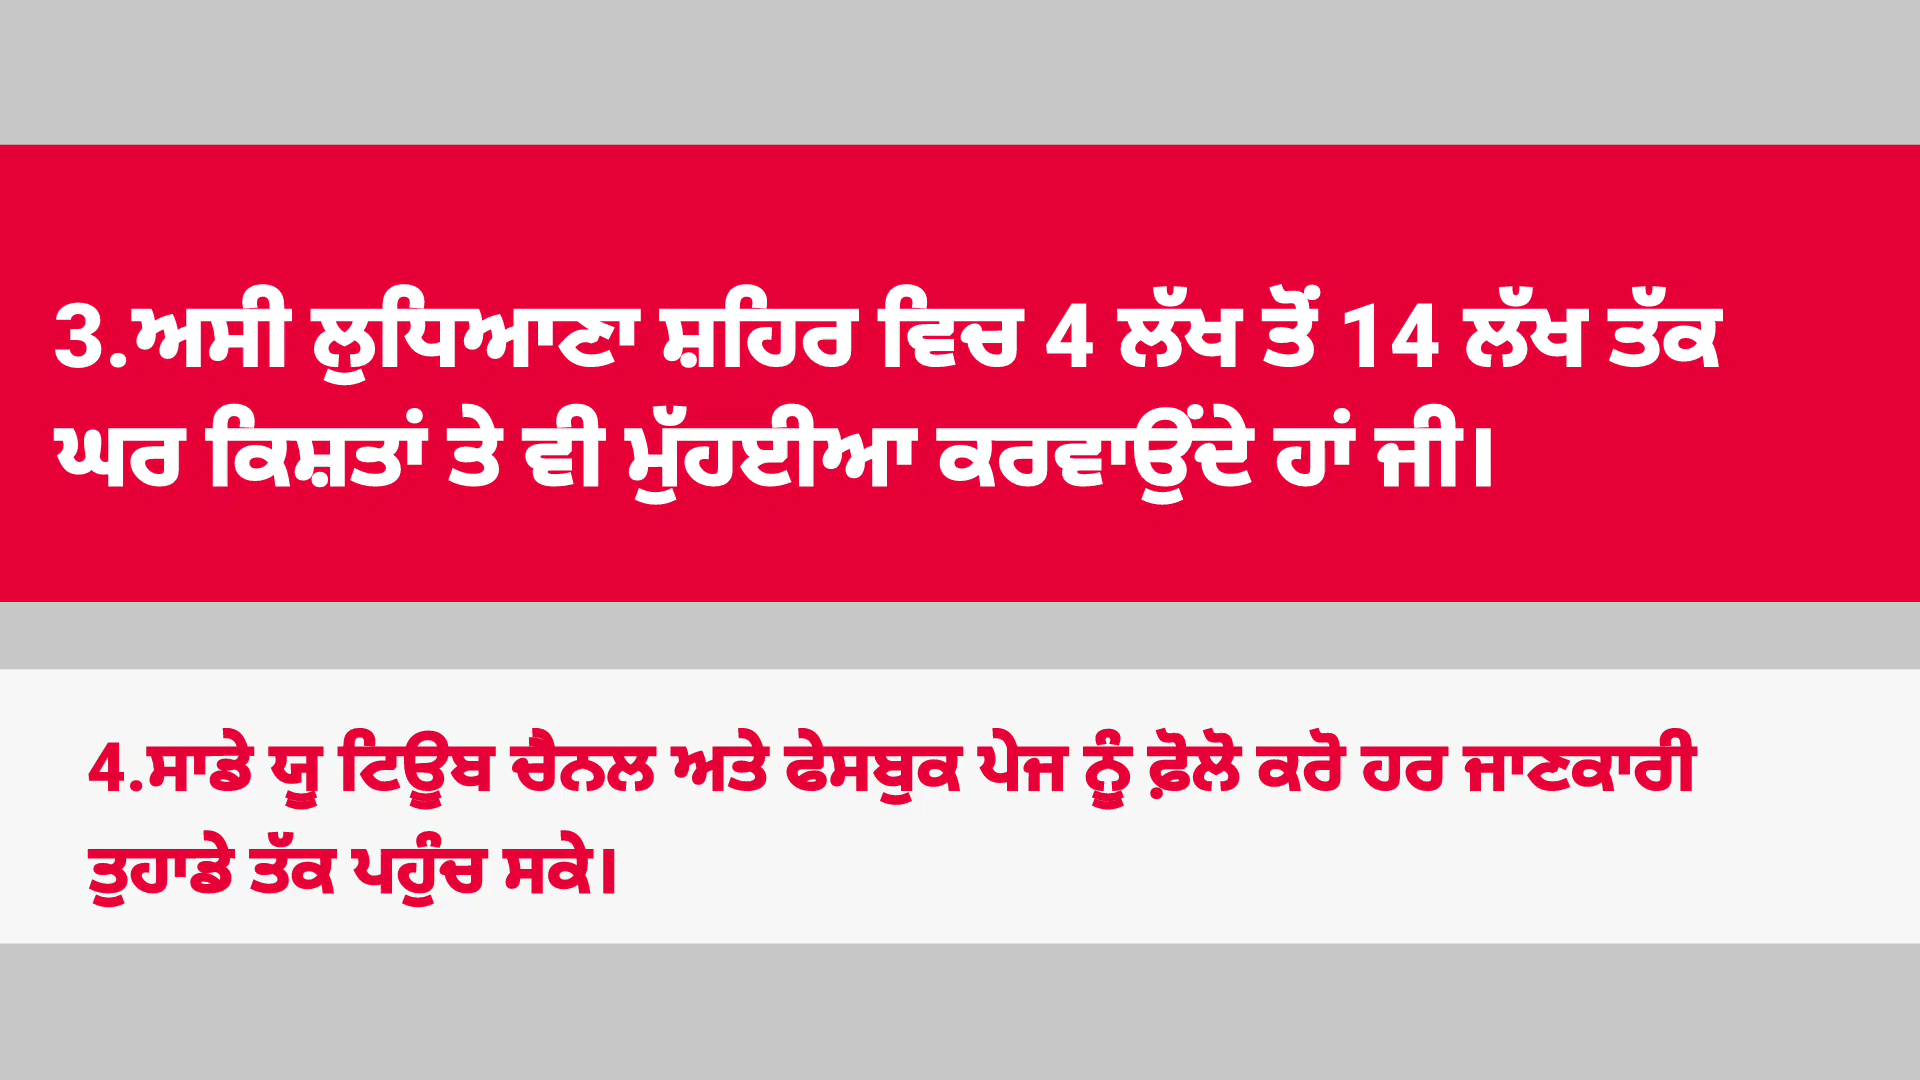 3.ਅਸੀ ਲੁਧਿਆਣਾ ਸ਼ਹਿਰ ਵਿਚ 4 ਲੱਖ ਤੋਂ 14 ਲੱਖ ਤੱਕ
ਘਰ ਕਿਸ਼ਤਾਂ ਤੇ ਵੀ ਮੁੱਹਈਆ ਕਰਵਾਉਂਦੇ ਹਾਂ ਜੀ।
4.ਸਾਡੇ ਯੂ ਟਿਊਬ ਚੈਨਲ ਅਤੇ ਫੇਸਬੁਕ ਪੇਜ ਨੂੰ ਫ਼ੋਲੋ ਕਰੋ ਹਰ ਜਾਣਕਾਰੀ
ਤੁਹਾਡੇ ਤੱਕ ਪਹੁੰਚ ਸਕੇ।